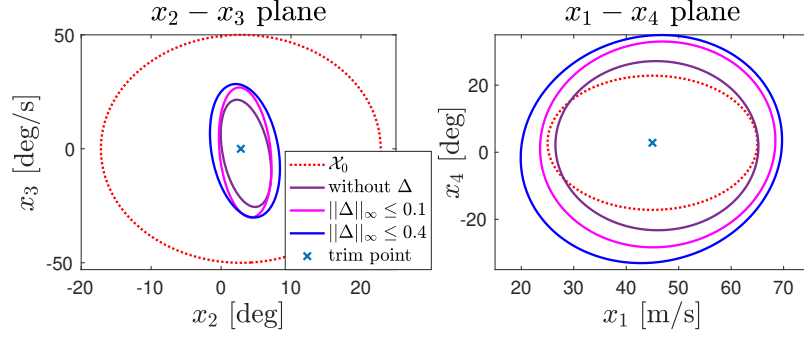 x₂ − x₃ plane
50
0
-50
x₃ [deg/s]
-20
-10
0
10
20
x₂ [deg]
𝒳₀
without Δ
||Δ||∞ ≤ 0.1
||Δ||∞ ≤ 0.4
trim point
x₁ − x₄ plane
20
0
-20
x₄ [deg]
20
30
40
50
60
70
x₁ [m/s]